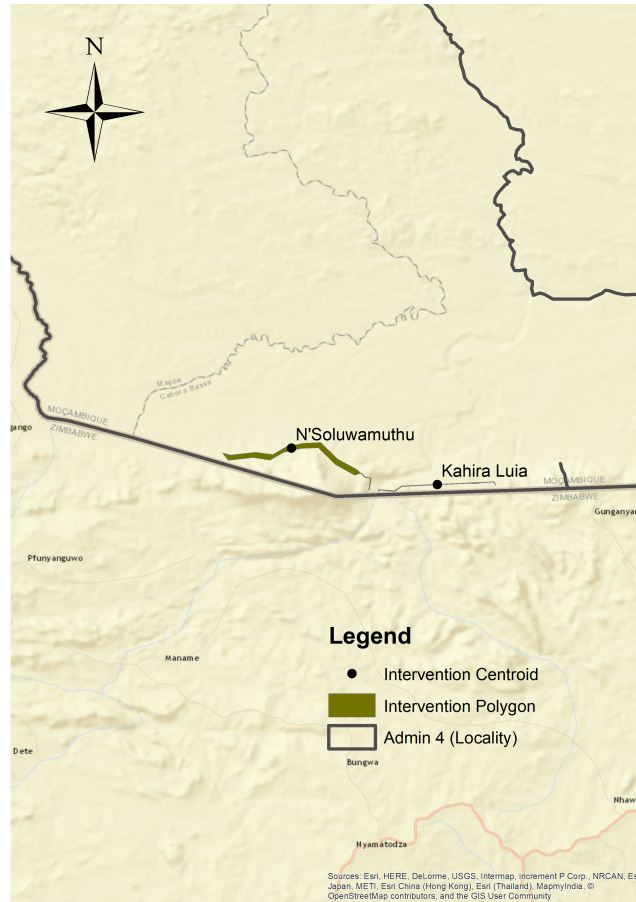 N
Magoe
Cahora Bassa
MOÇAMBIQUE
ZIMBABWE
gango
N'Soluwamuthu
Kahira Luia
MOÇAMBIQUE
ZIMBABWE
Gunganyar
Pfunyanguwo
Legend
Maname
Intervention Centroid
Intervention Polygon
Admin 4 (Locality)
Dete
Bungwa
Nhaw
Nyamatodza
Sources: Esri, HERE, DeLorme, USGS, Intermap, increment P Corp., NRCAN, Es
Japan, METI, Esri China (Hong Kong), Esri (Thailand), MapmyIndia, ©
OpenStreetMap contributors, and the GIS User Community